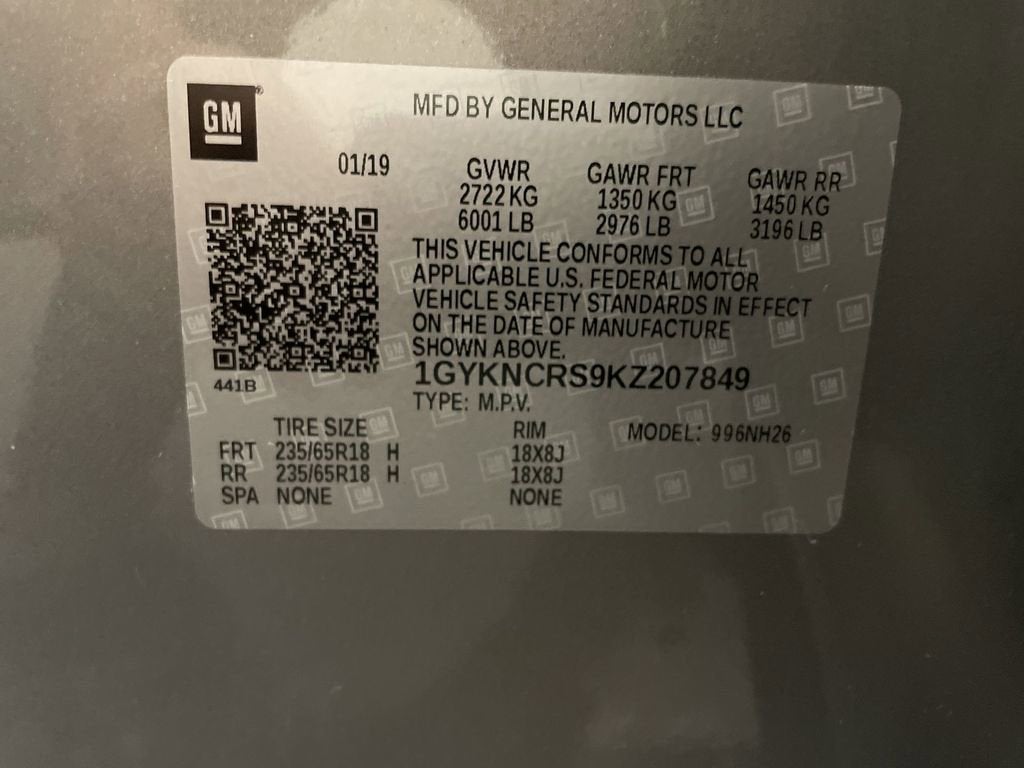 GM
MFD BY GENERAL MOTORS LLC
01/19
GVWR GAWR FRT GAWR RR
2722 KG 1350 KG 1450 KG
6001 LB 2976 LB 3196 LB
THIS VEHICLE CONFORMS TO ALL
APPLICABLE U.S. FEDERAL MOTOR
VEHICLE SAFETY STANDARDS IN EFFECT
ON THE DATE OF MANUFACTURE
SHOWN ABOVE.
1GYKNCRS9KZ207849
441B
TYPE: M.P.V.
TIRE SIZE RIM MODEL: 996NH26
FRT 235/65R18 H 18X8J
RR 235/65R18 H 18X8J
SPA NONE NONE